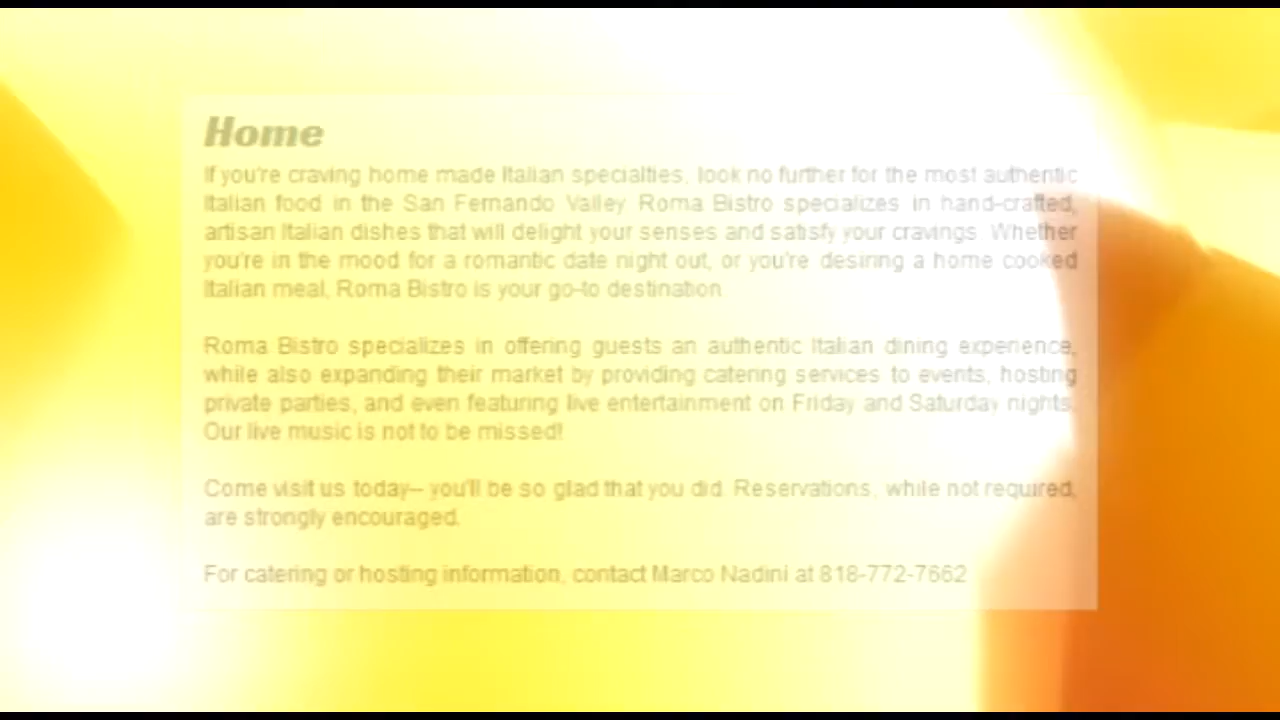 Home
If you're craving home made Italian specialties, look no further for the most authentic
Italian food in the San Fernando Valley. Roma Bistro specializes in hand-crafted,
artisan Italian dishes that will delight your senses and satisfy your cravings. Whether
you're in the mood for a romantic date night out, or you're desiring a home cooked
Italian meal, Roma Bistro is your go-to destination.
Roma Bistro specializes in offering guests an authentic Italian dining experience,
while also expanding their market by providing catering services to events, hosting
private parties, and even featuring live entertainment on Friday and Saturday nights.
Our live music is not to be missed!
Come visit us today-- you'll be so glad that you did. Reservations, while not required,
are strongly encouraged.
For catering or hosting information, contact Marco Nadini at 818-772-7662